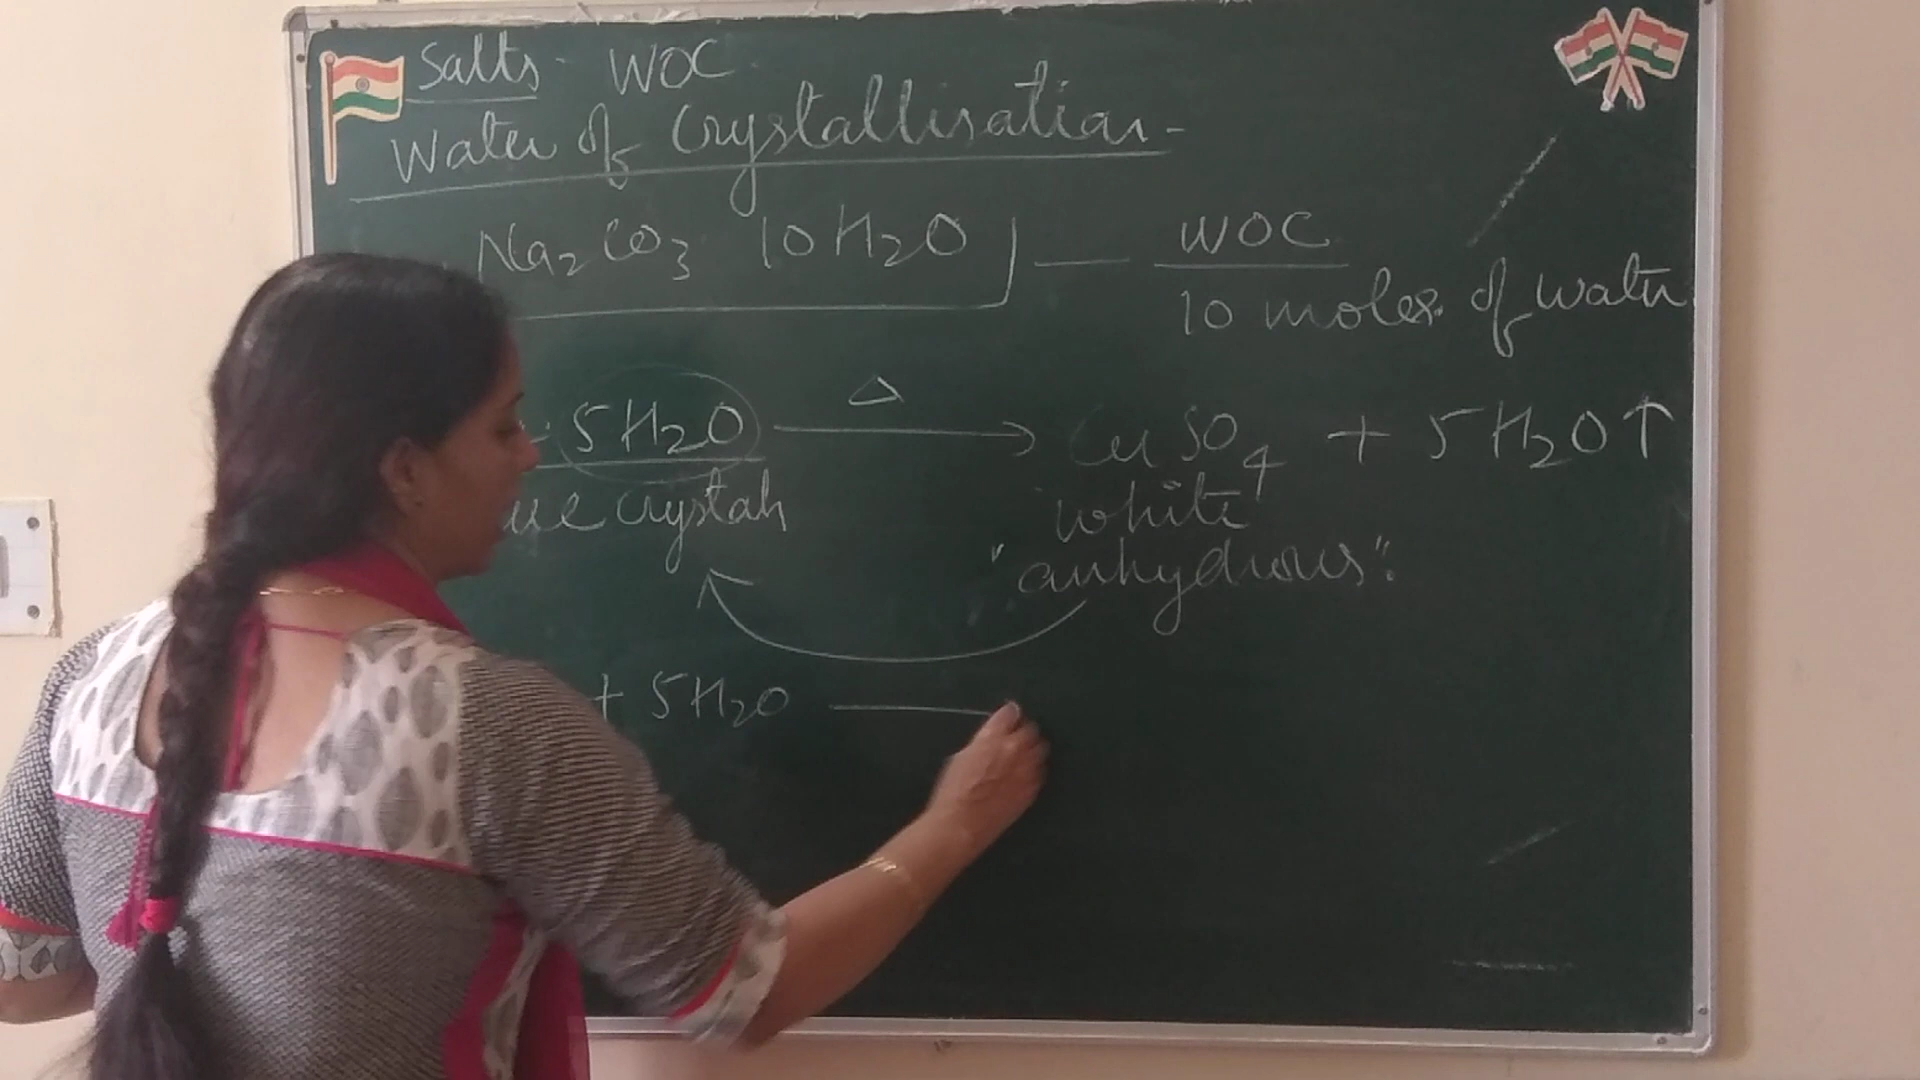 Salts - WOC
Water of Crystallisation -
Na2CO3 10H2O — WOC
10 moles of water
. 5H2O Δ → CuSO4 + 5H2O↑
crystals white
"anhydrous".
+ 5H2O —